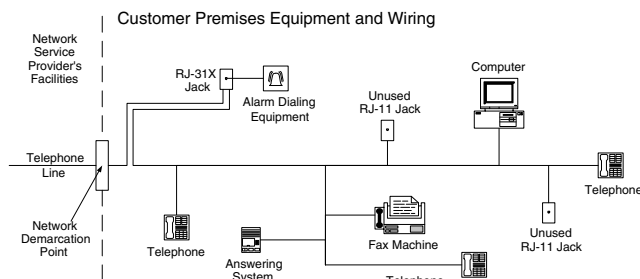 Customer Premises Equipment and Wiring
Network
Service
Provider's
Facilities
RJ-31X
Jack
Alarm Dialing
Equipment
Unused
RJ-11 Jack
Computer
Telephone
Line
Network
Demarcation
Point
Telephone
Answering
System
Fax Machine
Telephone
Unused
RJ-11 Jack
Telephone